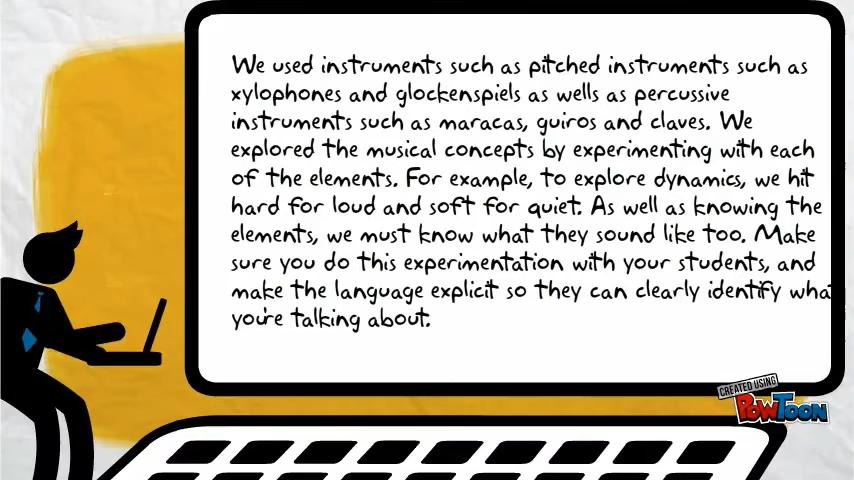 We used instruments such as pitched instruments such as
xylophones and glockenspiels as wells as percussive
instruments such as maracas, guiros and claves. We
explored the musical concepts by experimenting with each
of the elements. For example, to explore dynamics, we hit
hard for loud and soft for quiet. As well as knowing the
elements, we must know what they sound like too. Make
sure you do this experimentation with your students, and
make the language explicit so they can clearly identify wha
you're talking about.
CREATED USING
POWTOON